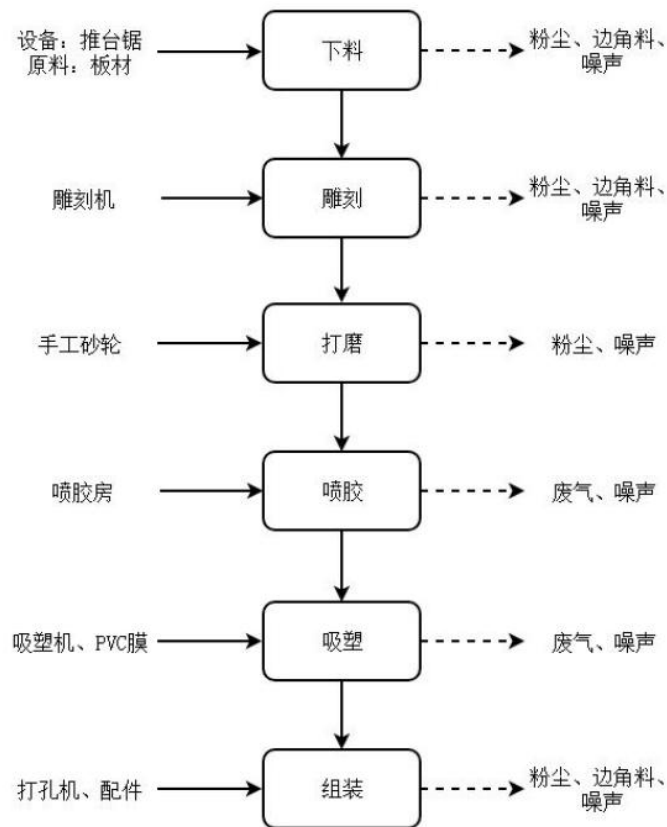 设备：推台锯
原料：板材
下料
粉尘、边角料、
噪声
雕刻机
雕刻
粉尘、边角料、
噪声
手工砂轮
打磨
粉尘、噪声
喷胶房
喷胶
废气、噪声
吸塑机、PVC膜
吸塑
废气、噪声
打孔机、配件
组装
粉尘、边角料、
噪声